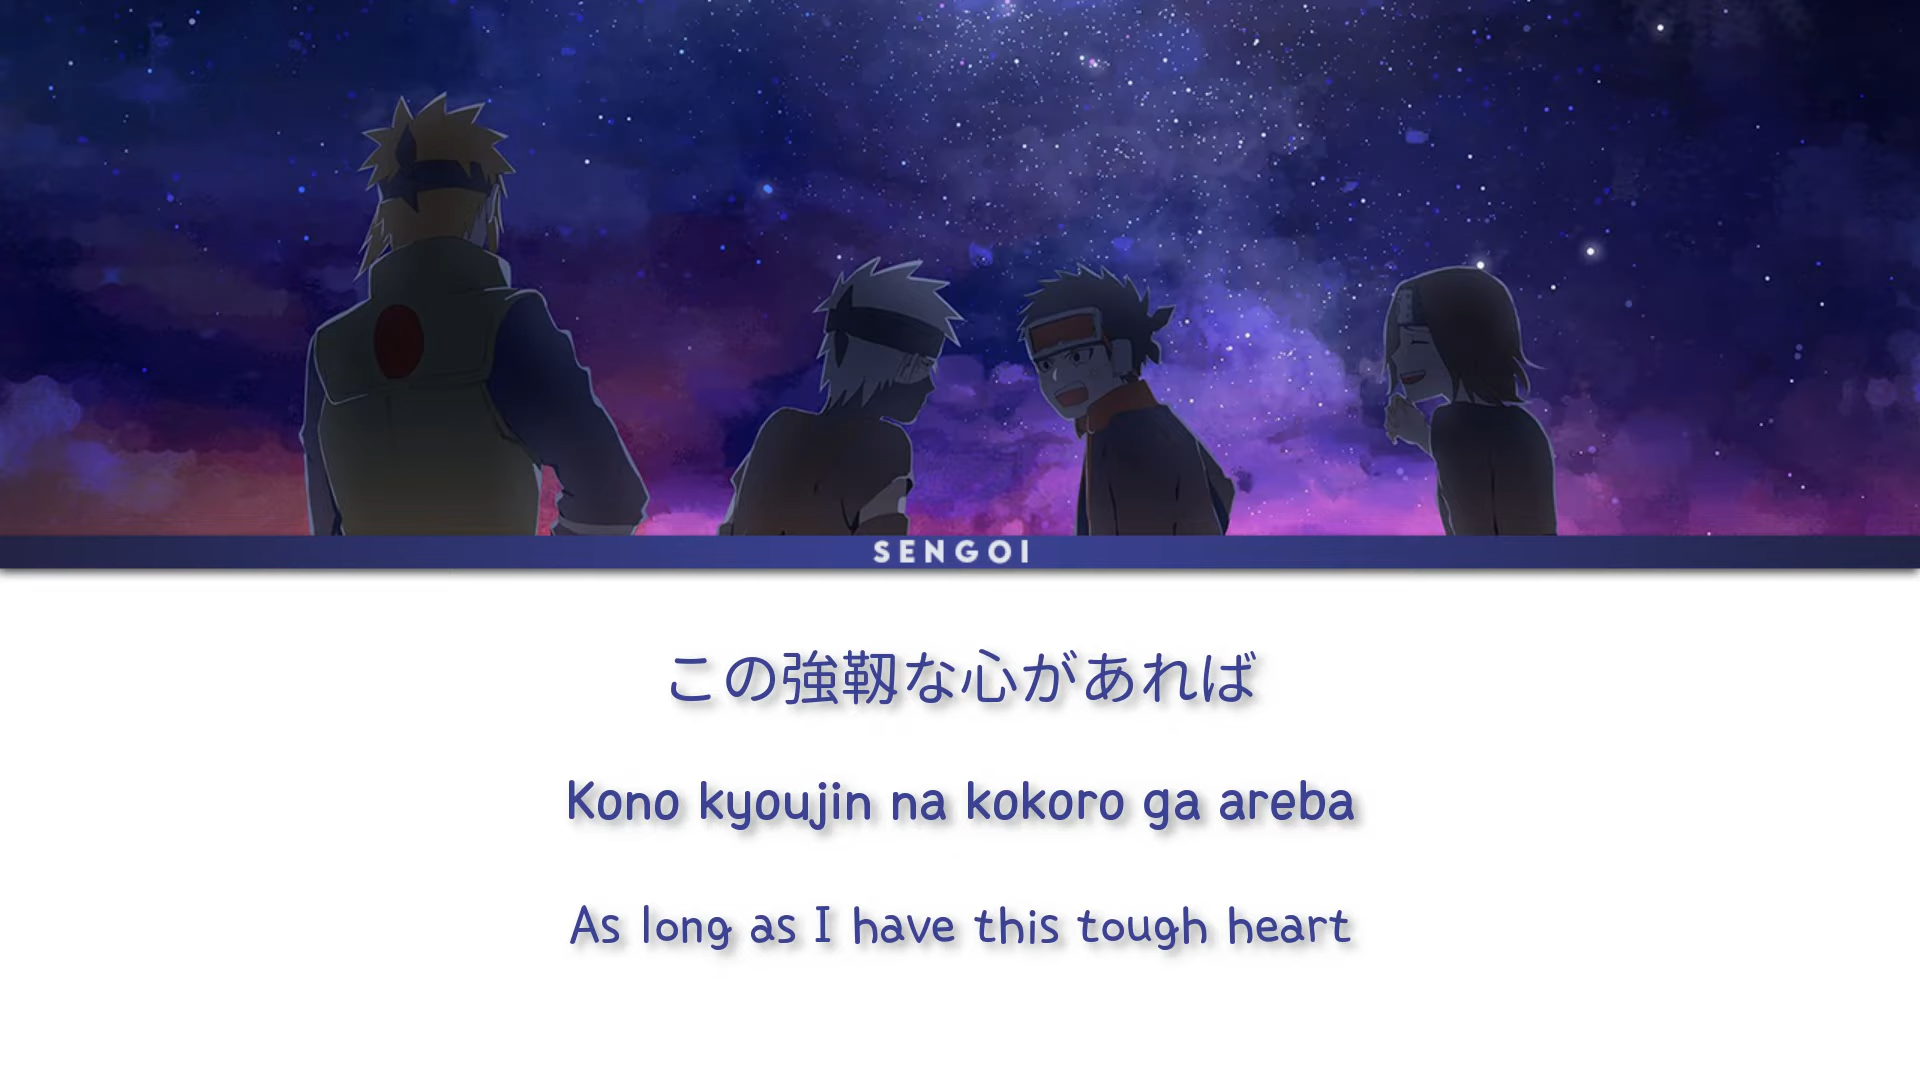 SENGOI
この強靭な心があれば
Kono kyoujin na kokoro ga areba
As long as I have this tough heart